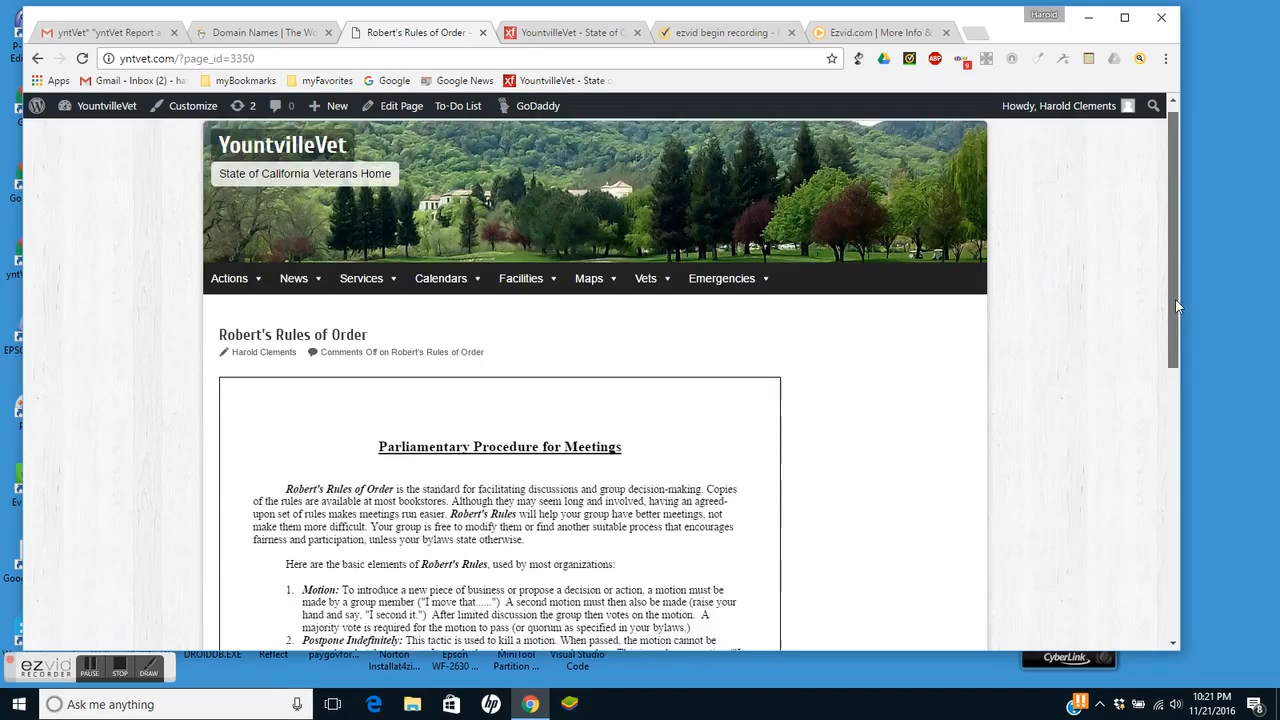 Harold
yntVet* "yntVet Report a
Domain Names | The Wo
Robert's Rules of Order
YountvilleVet - State of
ezvid begin recording -
Ezvid.com | More Info &
yntvet.com/?page_id=3350
ABP
9
Apps
Gmail - Inbox (2) - ha
myBookmarks
myFavorites
Google
Google News
YountvilleVet - State o
YountvilleVet
Customize
2
0
New
Edit Page
To-Do List
GoDaddy
Howdy, Harold Clements
YountvilleVet
State of California Veterans Home
Actions
News
Services
Calendars
Facilities
Maps
Vets
Emergencies
Robert's Rules of Order
Harold Clements
Comments Off on Robert's Rules of Order
Parliamentary Procedure for Meetings
Robert's Rules of Order is the standard for facilitating discussions and group decision-making. Copies
of the rules are available at most bookstores. Although they may seem long and involved, having an agreed-
upon set of rules makes meetings run easier. Robert's Rules will help your group have better meetings, not
make them more difficult. Your group is free to modify them or find another suitable process that encourages
fairness and participation, unless your bylaws state otherwise.
Here are the basic elements of Robert's Rules, used by most organizations:
1. Motion: To introduce a new piece of business or propose a decision or action, a motion must be
made by a group member ("I move that......") A second motion must then also be made (raise your
hand and say, "I second it.") After limited discussion the group then votes on the motion. A
majority vote is required for the motion to pass (or quorum as specified in your bylaws.)
2. Postpone Indefinitely: This tactic is used to kill a motion. When passed, the motion cannot be
DROIDDB.EXE
Reflect
paygovfor...
Norton
Installat4zi...
Epson
WF-2630 ...
MiniTool
Partition ...
Visual Studio
Code
CyberLink
ezvid
RECORDER
PAUSE
STOP
DRAW
Ask me anything
10:21 PM
11/21/2016
8